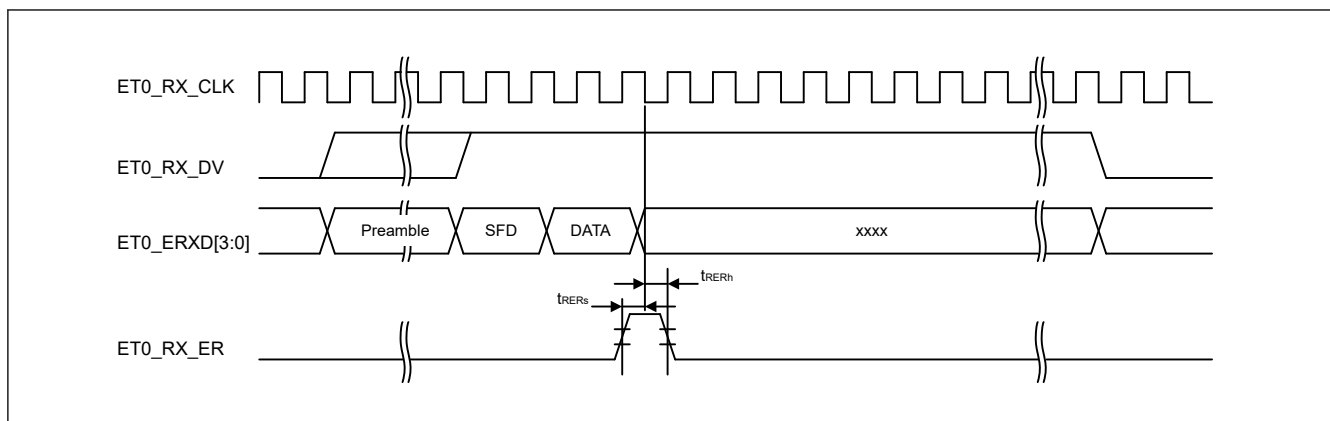 ET0_RX_CLK
ET0_RX_DV
ET0_ERXD[3:0]
Preamble
SFD
DATA
xxxx
tRERs
tRERh
ET0_RX_ER